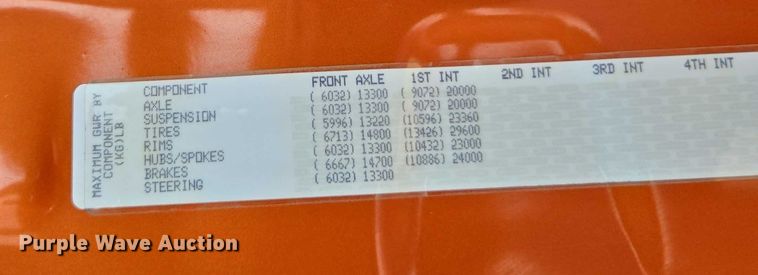 MAXIMUM GWR BY
COMPONENT
(KG)LB
COMPONENT FRONT AXLE 1ST INT 2ND INT 3RD INT 4TH INT
AXLE ( 6032) 13300 ( 9072) 20000
SUSPENSION ( 6032) 13300 ( 9072) 20000
TIRES ( 5996) 13220 (10596) 23360
RIMS ( 6713) 14800 (13426) 29600
HUBS/SPOKES ( 6032) 13300 (10432) 23000
BRAKES ( 6667) 14700 (10886) 24000
STEERING ( 6032) 13300
Purple Wave Auction